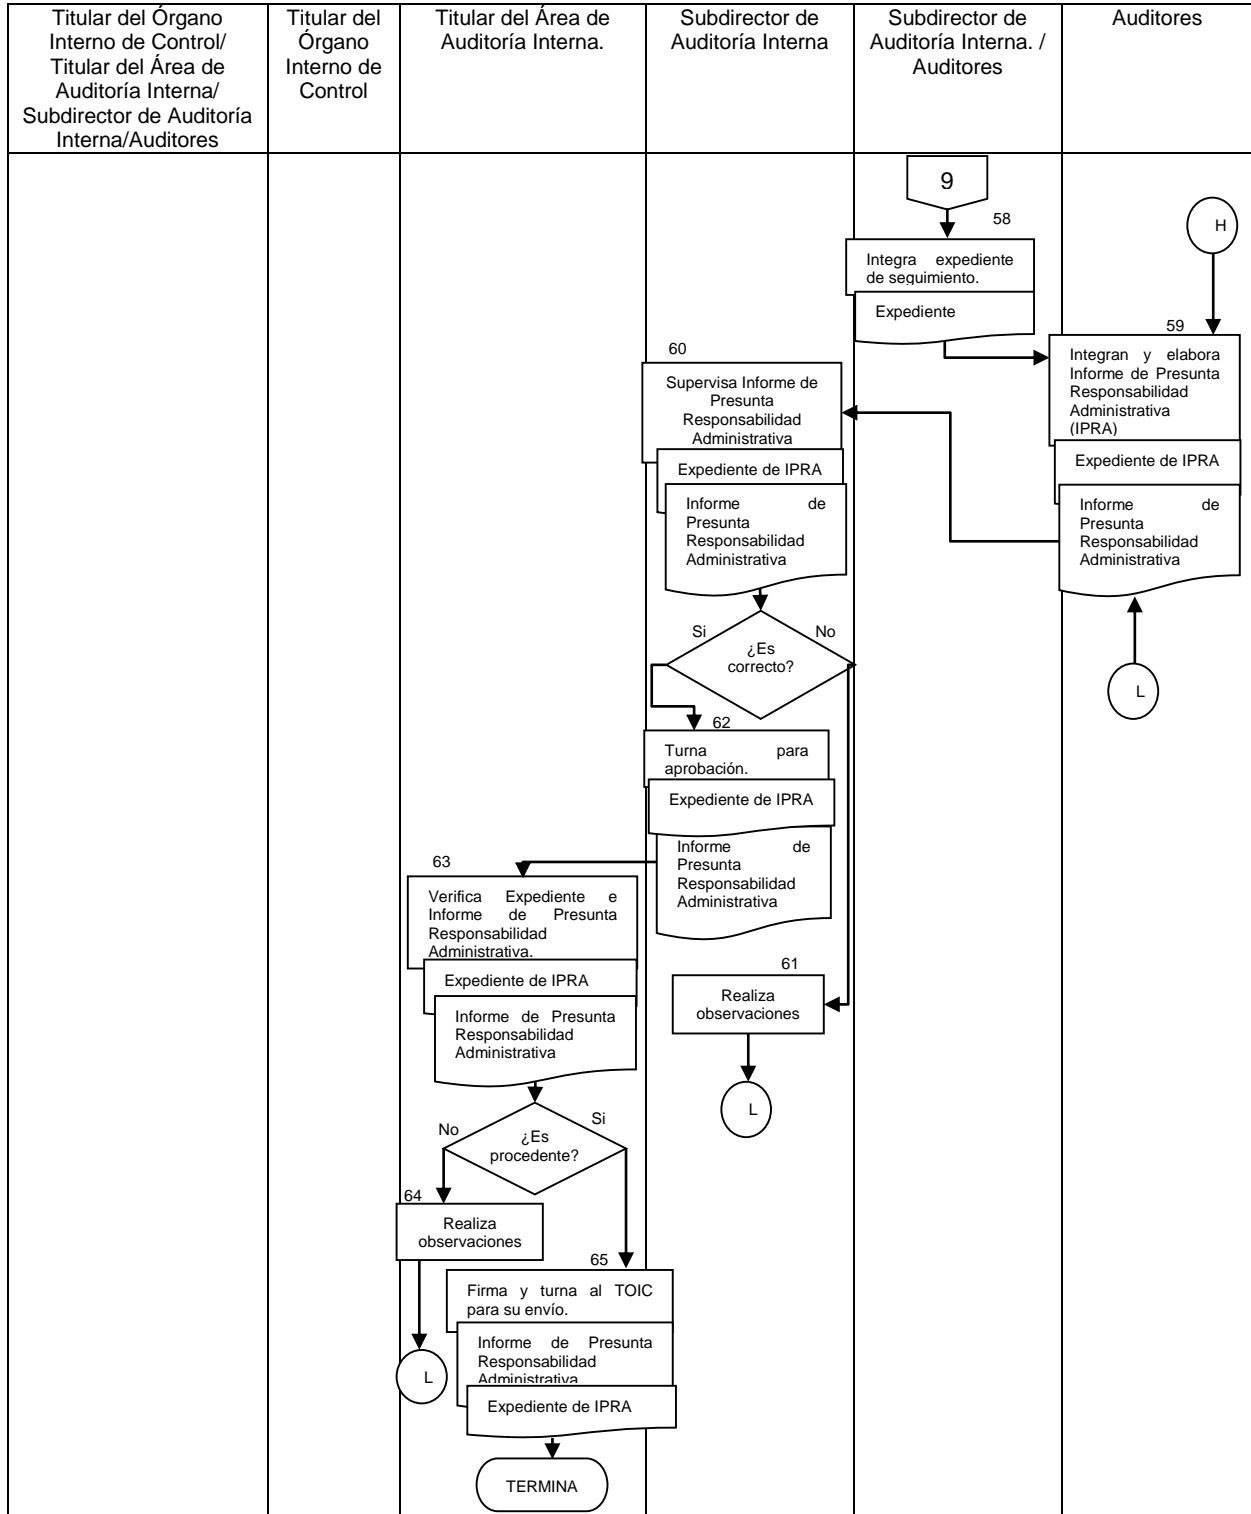 Titular del Órgano
Interno de Control/
Titular del Área de
Auditoría Interna/
Subdirector de Auditoría
Interna/Auditores
Titular del
Órgano
Interno de
Control
Titular del Área de
Auditoría Interna.
Subdirector de
Auditoría Interna
Subdirector de
Auditoría Interna. /
Auditores
Auditores
9
58
H
Integra expediente
de seguimiento.
Expediente
59
Integran y elabora
Informe de Presunta
Responsabilidad
Administrativa
(IPRA)
Expediente de IPRA
Informe de
Presunta
Responsabilidad
Administrativa
L
60
Supervisa Informe de
Presunta
Responsabilidad
Administrativa
Expediente de IPRA
Informe de
Presunta
Responsabilidad
Administrativa
Si
No
¿Es
correcto?
62
Turna para
aprobación.
Expediente de IPRA
Informe de
Presunta
Responsabilidad
Administrativa
61
Realiza
observaciones
L
63
Verifica Expediente e
Informe de Presunta
Responsabilidad
Administrativa.
Expediente de IPRA
Informe de Presunta
Responsabilidad
Administrativa
No
Si
¿Es
procedente?
64
Realiza
observaciones
L
65
Firma y turna al TOIC
para su envío.
Informe de Presunta
Responsabilidad
Administrativa
Expediente de IPRA
TERMINA